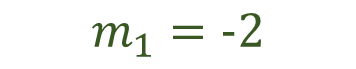 m₁ = -2